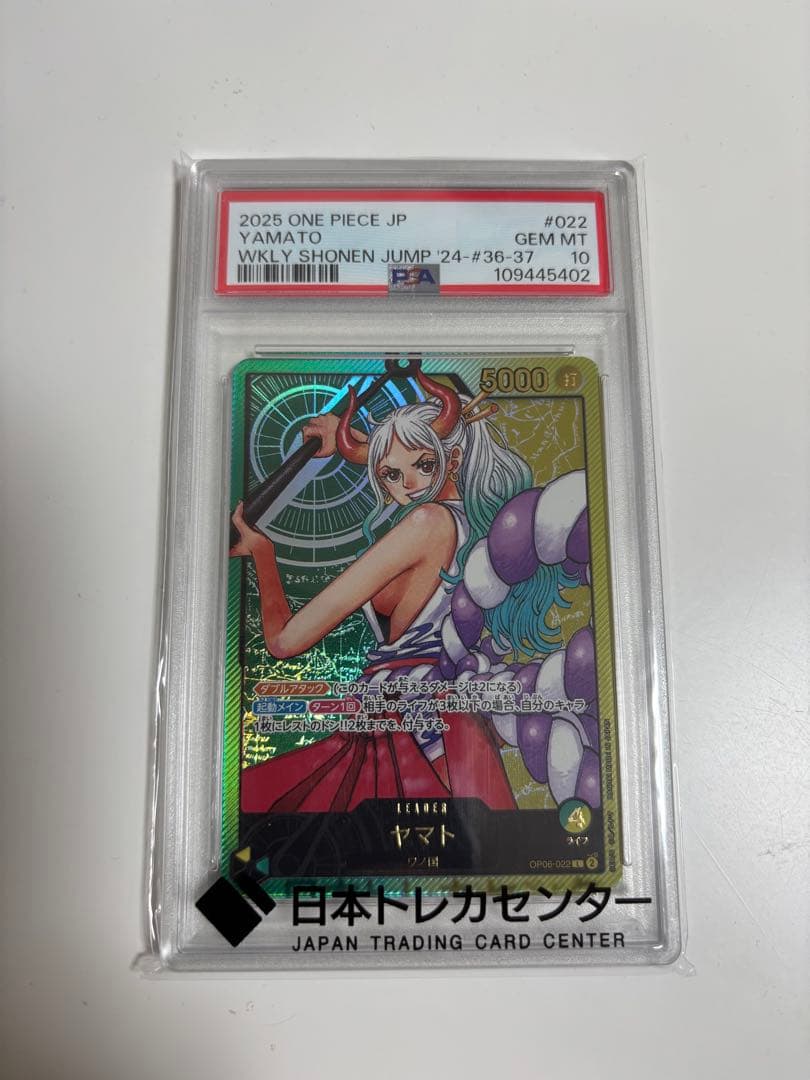 2025 ONE PIECE JP #022
YAMATO GEM MT
WKLY SHONEN JUMP '24-#36-37 10
PSA 109445402
5000 打
ダブルアタック (このカードが与えるダメージは2になる)
起動メイン ターン1回 相手のライフが3枚以下の場合、自分のキャラ
1枚にレストのドン!!2枚までを、付与する。
LEADER
ヤマト
ワノ国
4
ライフ
OP06-022 L 2
日本トレカセンター
JAPAN TRADING CARD CENTER